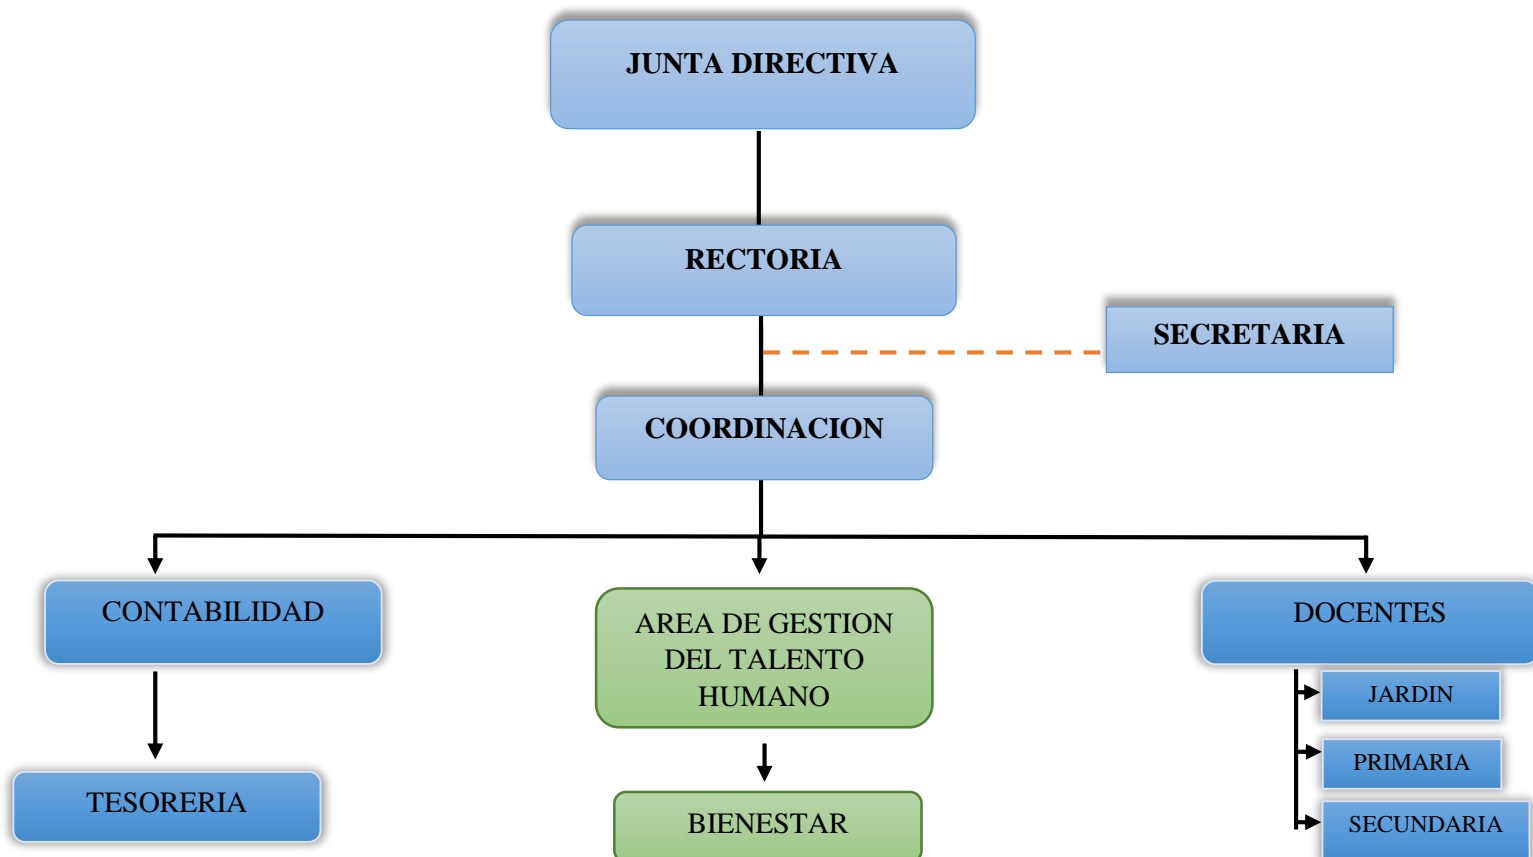 JUNTA DIRECTIVA
RECTORIA
SECRETARIA
COORDINACION
CONTABILIDAD
AREA DE GESTION
DEL TALENTO
HUMANO
DOCENTES
JARDIN
PRIMARIA
SECUNDARIA
TESORERIA
BIENESTAR